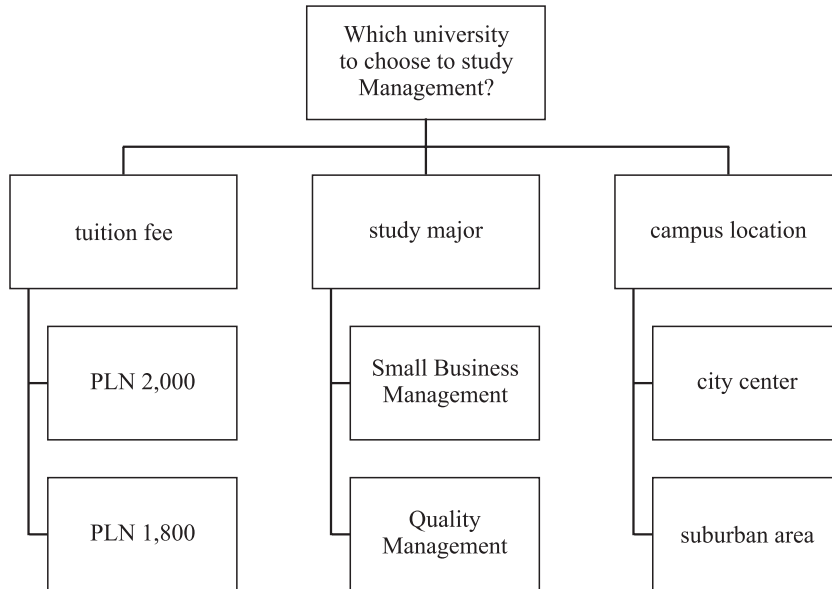 Which university
to choose to study
Management?
tuition fee
study major
campus location
PLN 2,000
Small Business
Management
city center
PLN 1,800
Quality
Management
suburban area